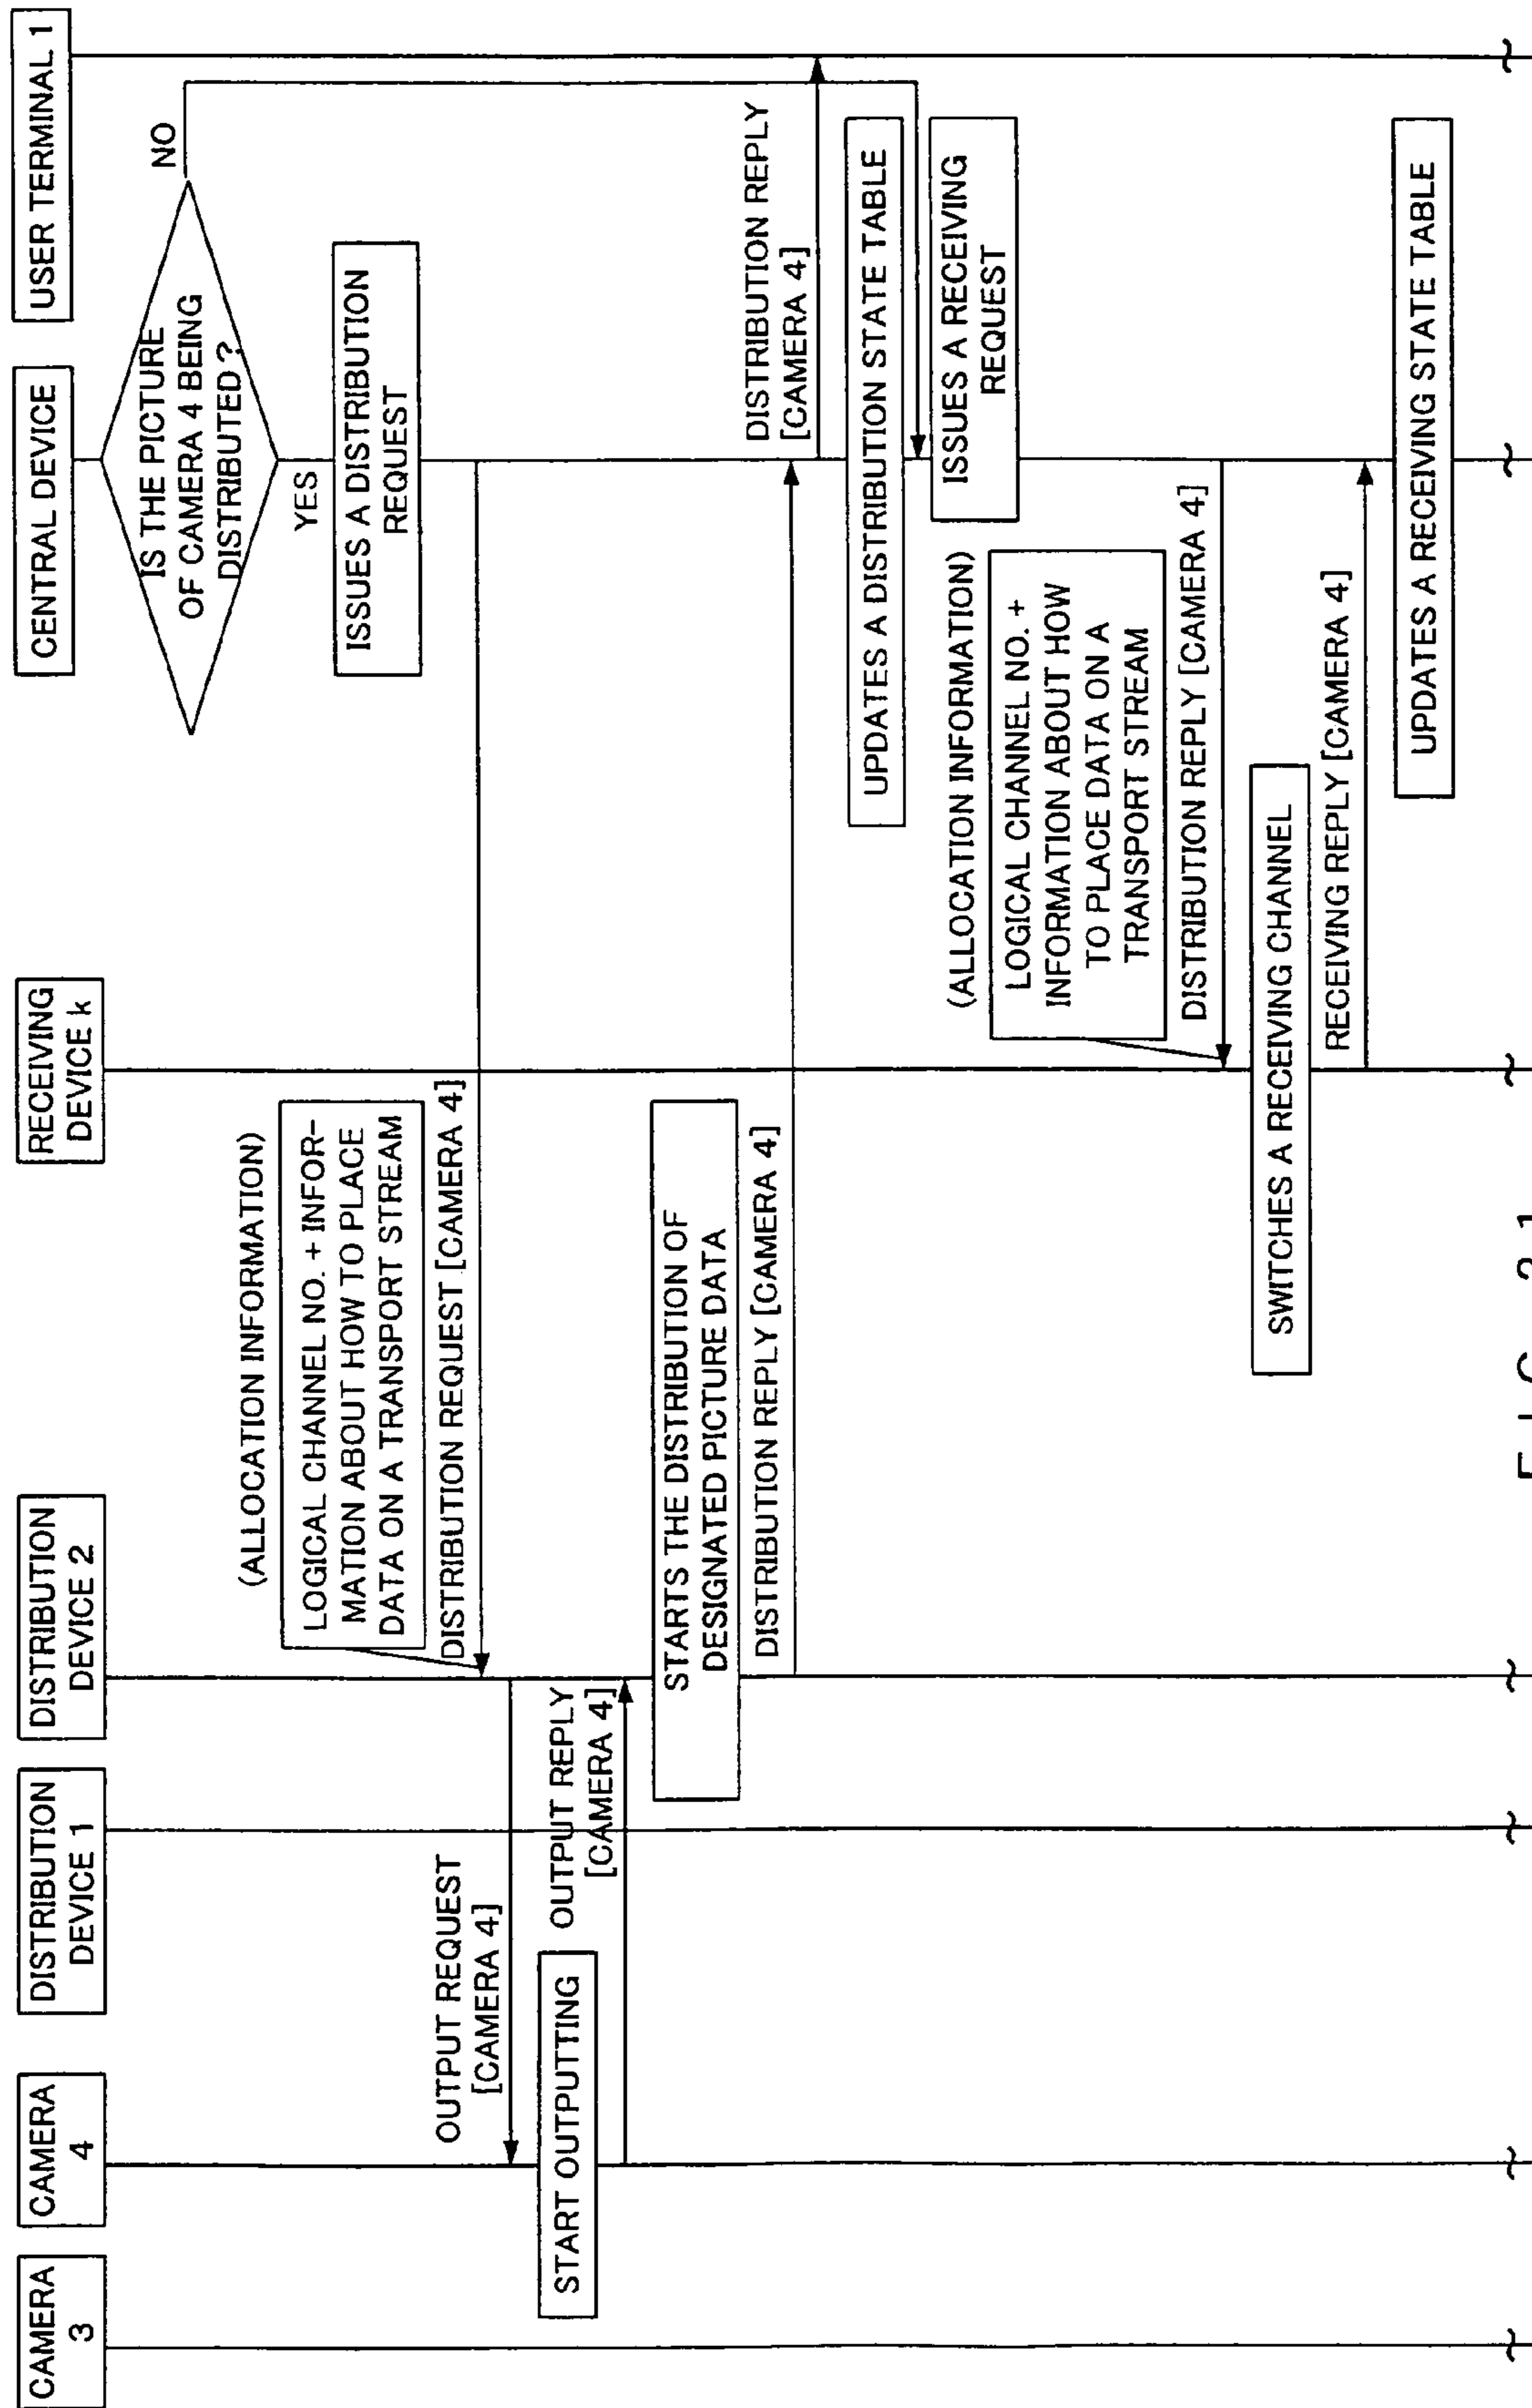 CAMERA
3
CAMERA
4
DISTRIBUTION
DEVICE 1
DISTRIBUTION
DEVICE 2
RECEIVING
DEVICE k
CENTRAL DEVICE
USER TERMINAL 1
IS THE PICTURE
OF CAMERA 4 BEING
DISTRIBUTED?
NO
YES
ISSUES A DISTRIBUTION
REQUEST
(ALLOCATION INFORMATION)
LOGICAL CHANNEL NO. + INFOR-
MATION ABOUT HOW TO PLACE
DATA ON A TRANSPORT STREAM
DISTRIBUTION REQUEST [CAMERA 4]
OUTPUT REQUEST
[CAMERA 4]
START OUTPUTTING
OUTPUT REPLY
[CAMERA 4]
STARTS THE DISTRIBUTION OF
DESIGNATED PICTURE DATA
DISTRIBUTION REPLY [CAMERA 4]
DISTRIBUTION REPLY
[CAMERA 4]
UPDATES A DISTRIBUTION STATE TABLE
ISSUES A RECEIVING
REQUEST
(ALLOCATION INFORMATION)
LOGICAL CHANNEL NO. +
INFORMATION ABOUT HOW
TO PLACE DATA ON A
TRANSPORT STREAM
DISTRIBUTION REPLY [CAMERA 4]
SWITCHES A RECEIVING CHANNEL
RECEIVING REPLY [CAMERA 4]
UPDATES A RECEIVING STATE TABLE